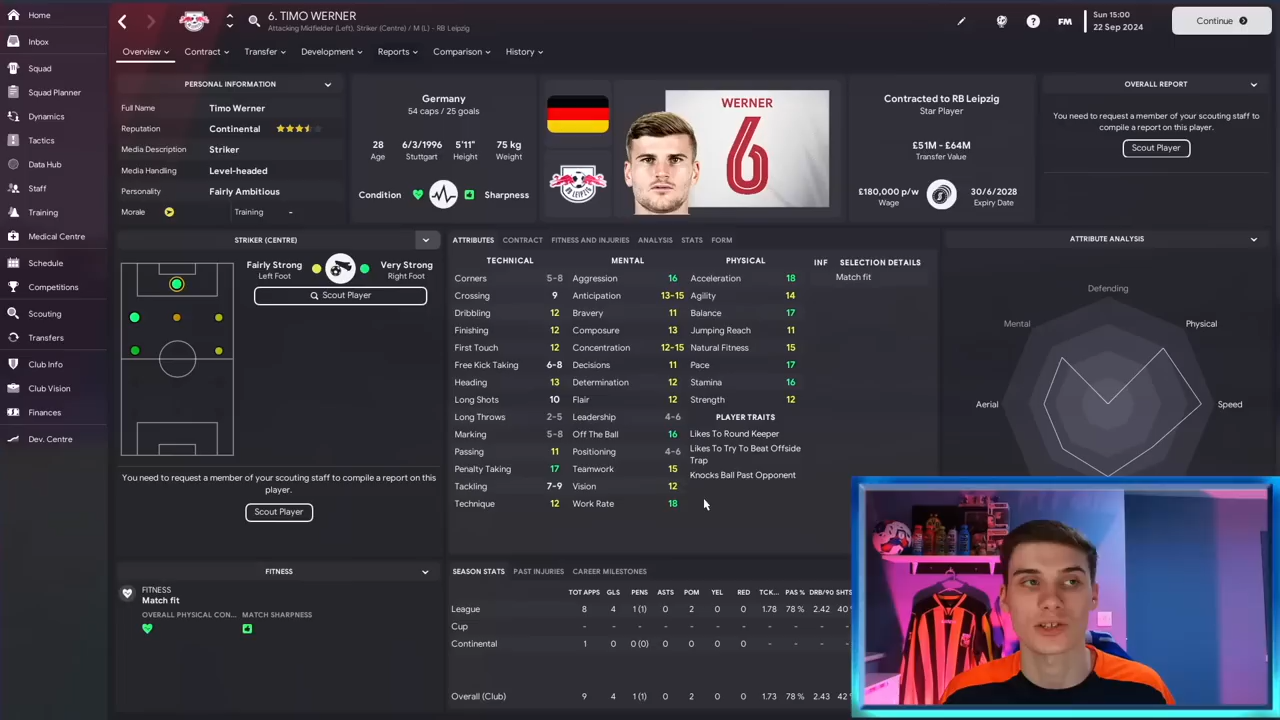 Home
Inbox
Squad
Squad Planner
Dynamics
Tactics
Data Hub
Staff
Training
Medical Centre
Schedule
Competitions
Scouting
Transfers
Club Info
Club Vision
Finances
Dev. Centre
6. TIMO WERNER
Attacking Midfielder (Left), Striker (Centre) / M (L) - RB Leipzig
FM
Sun 15:00
22 Sep 2024
Continue
Overview Contract Transfer Development Reports Comparison History
PERSONAL INFORMATION
Full Name Timo Werner
Reputation Continental
Media Description Striker
Media Handling Level-headed
Personality Fairly Ambitious
Morale Training -
Germany
54 caps / 25 goals
28 6/3/1996 5'11" 75 kg
Age Stuttgart Height Weight
Condition Sharpness
WERNER
6
Contracted to RB Leipzig
Star Player
£51M - £64M
Transfer Value
£180,000 p/w 30/6/2028
Wage Expiry Date
OVERALL REPORT
You need to request a member of your scouting staff to
compile a report on this player.
Scout Player
STRIKER (CENTRE)
Fairly Strong Very Strong
Left Foot Right Foot
Scout Player
You need to request a member of your scouting staff to compile a report on this
player.
Scout Player
ATTRIBUTES CONTRACT FITNESS AND INJURIES ANALYSIS STATS FORM
TECHNICAL MENTAL PHYSICAL
Corners 5-8 Aggression 16 Acceleration 18
Crossing 9 Anticipation 13-15 Agility 14
Dribbling 12 Bravery 11 Balance 17
Finishing 12 Composure 13 Jumping Reach 11
First Touch 12 Concentration 12-15 Natural Fitness 15
Free Kick Taking 6-8 Decisions 11 Pace 17
Heading 13 Determination 12 Stamina 16
Long Shots 10 Flair 12 Strength 12
Long Throws 2-5 Leadership 4-6 PLAYER TRAITS
Marking 5-8 Off The Ball 16 Likes To Round Keeper
Passing 11 Positioning 4-6 Likes To Try To Beat Offside
Trap
Penalty Taking 17 Teamwork 15 Knocks Ball Past Opponent
Tackling 7-9 Vision 12
Technique 12 Work Rate 18
INF SELECTION DETAILS
Match fit
ATTRIBUTE ANALYSIS
Defending
Mental Physical
Aerial Speed
FITNESS
FITNESS
Match fit
OVERALL PHYSICAL CON... MATCH SHARPNESS
SEASON STATS PAST INJURIES CAREER MILESTONES
TOT APPS GLS PENS ASTS POM YEL RED TCK... PAS % DRB/90 SHTS
League 8 4 1 (1) 0 2 0 0 1.78 78 % 2.42 40
Cup - - - - - - - - - - -
Continental 1 0 0 (0) 0 0 0 0 - - -
Overall (Club) 9 4 1 (1) 0 2 0 0 1.73 78 % 2.43 42